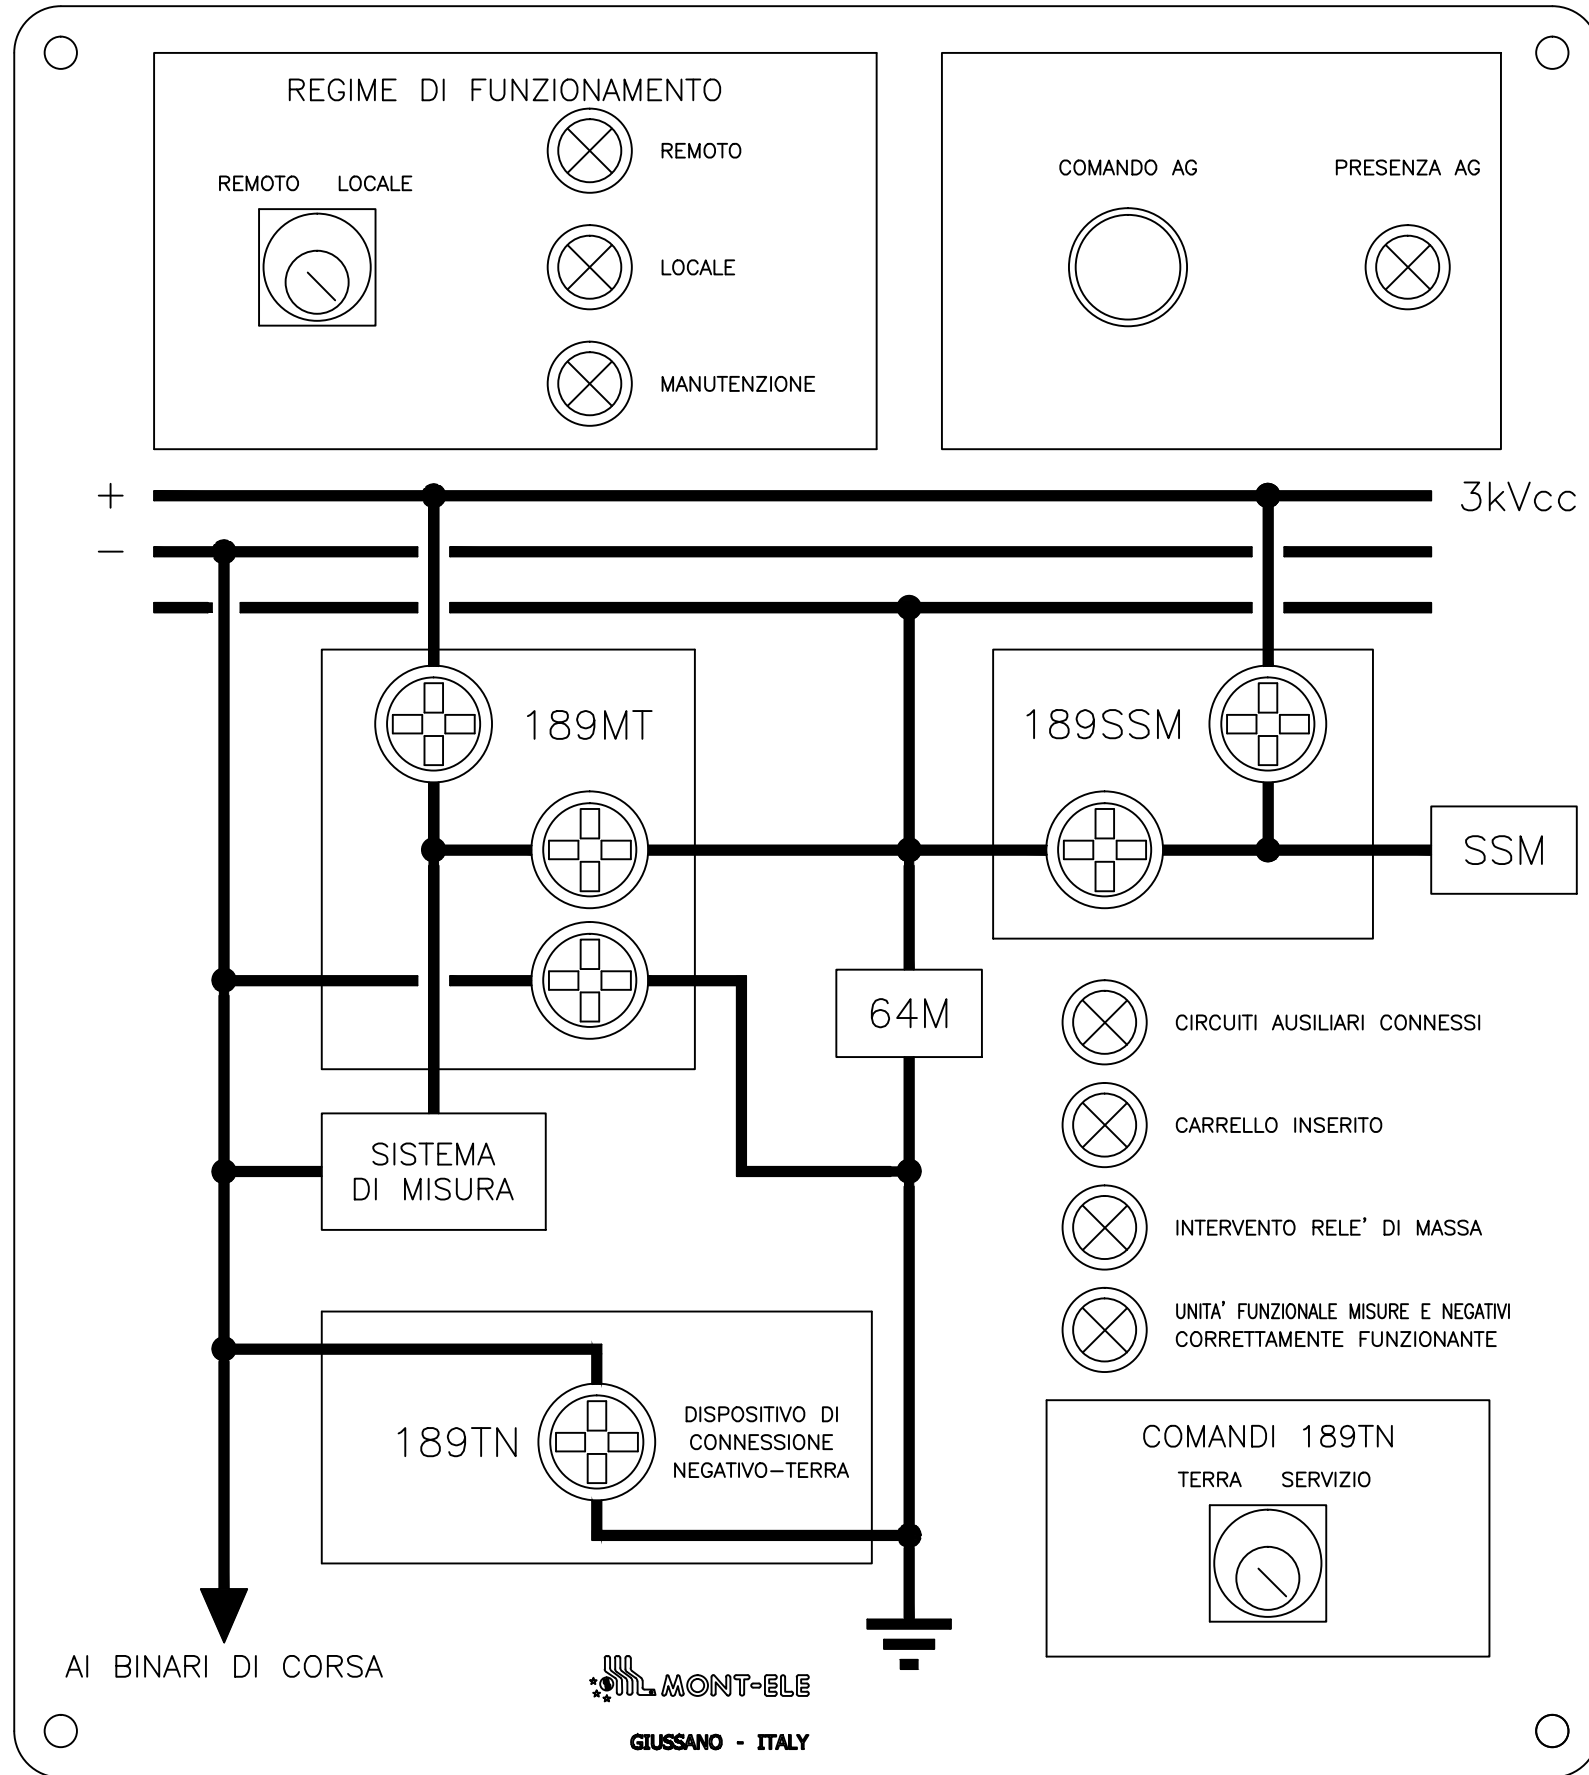 REGIME DI FUNZIONAMENTO
REMOTO
REMOTO LOCALE
LOCALE
MANUTENZIONE
COMANDO AG PRESENZA AG
+ 3kVcc
−
189MT
189SSM
SSM
64M
CIRCUITI AUSILIARI CONNESSI
CARRELLO INSERITO
SISTEMA
DI MISURA
INTERVENTO RELE' DI MASSA
UNITA' FUNZIONALE MISURE E NEGATIVI
CORRETTAMENTE FUNZIONANTE
189TN
DISPOSITIVO DI
CONNESSIONE
NEGATIVO-TERRA
COMANDI 189TN
TERRA SERVIZIO
AI BINARI DI CORSA
MONT-ELE
GIUSSANO - ITALY